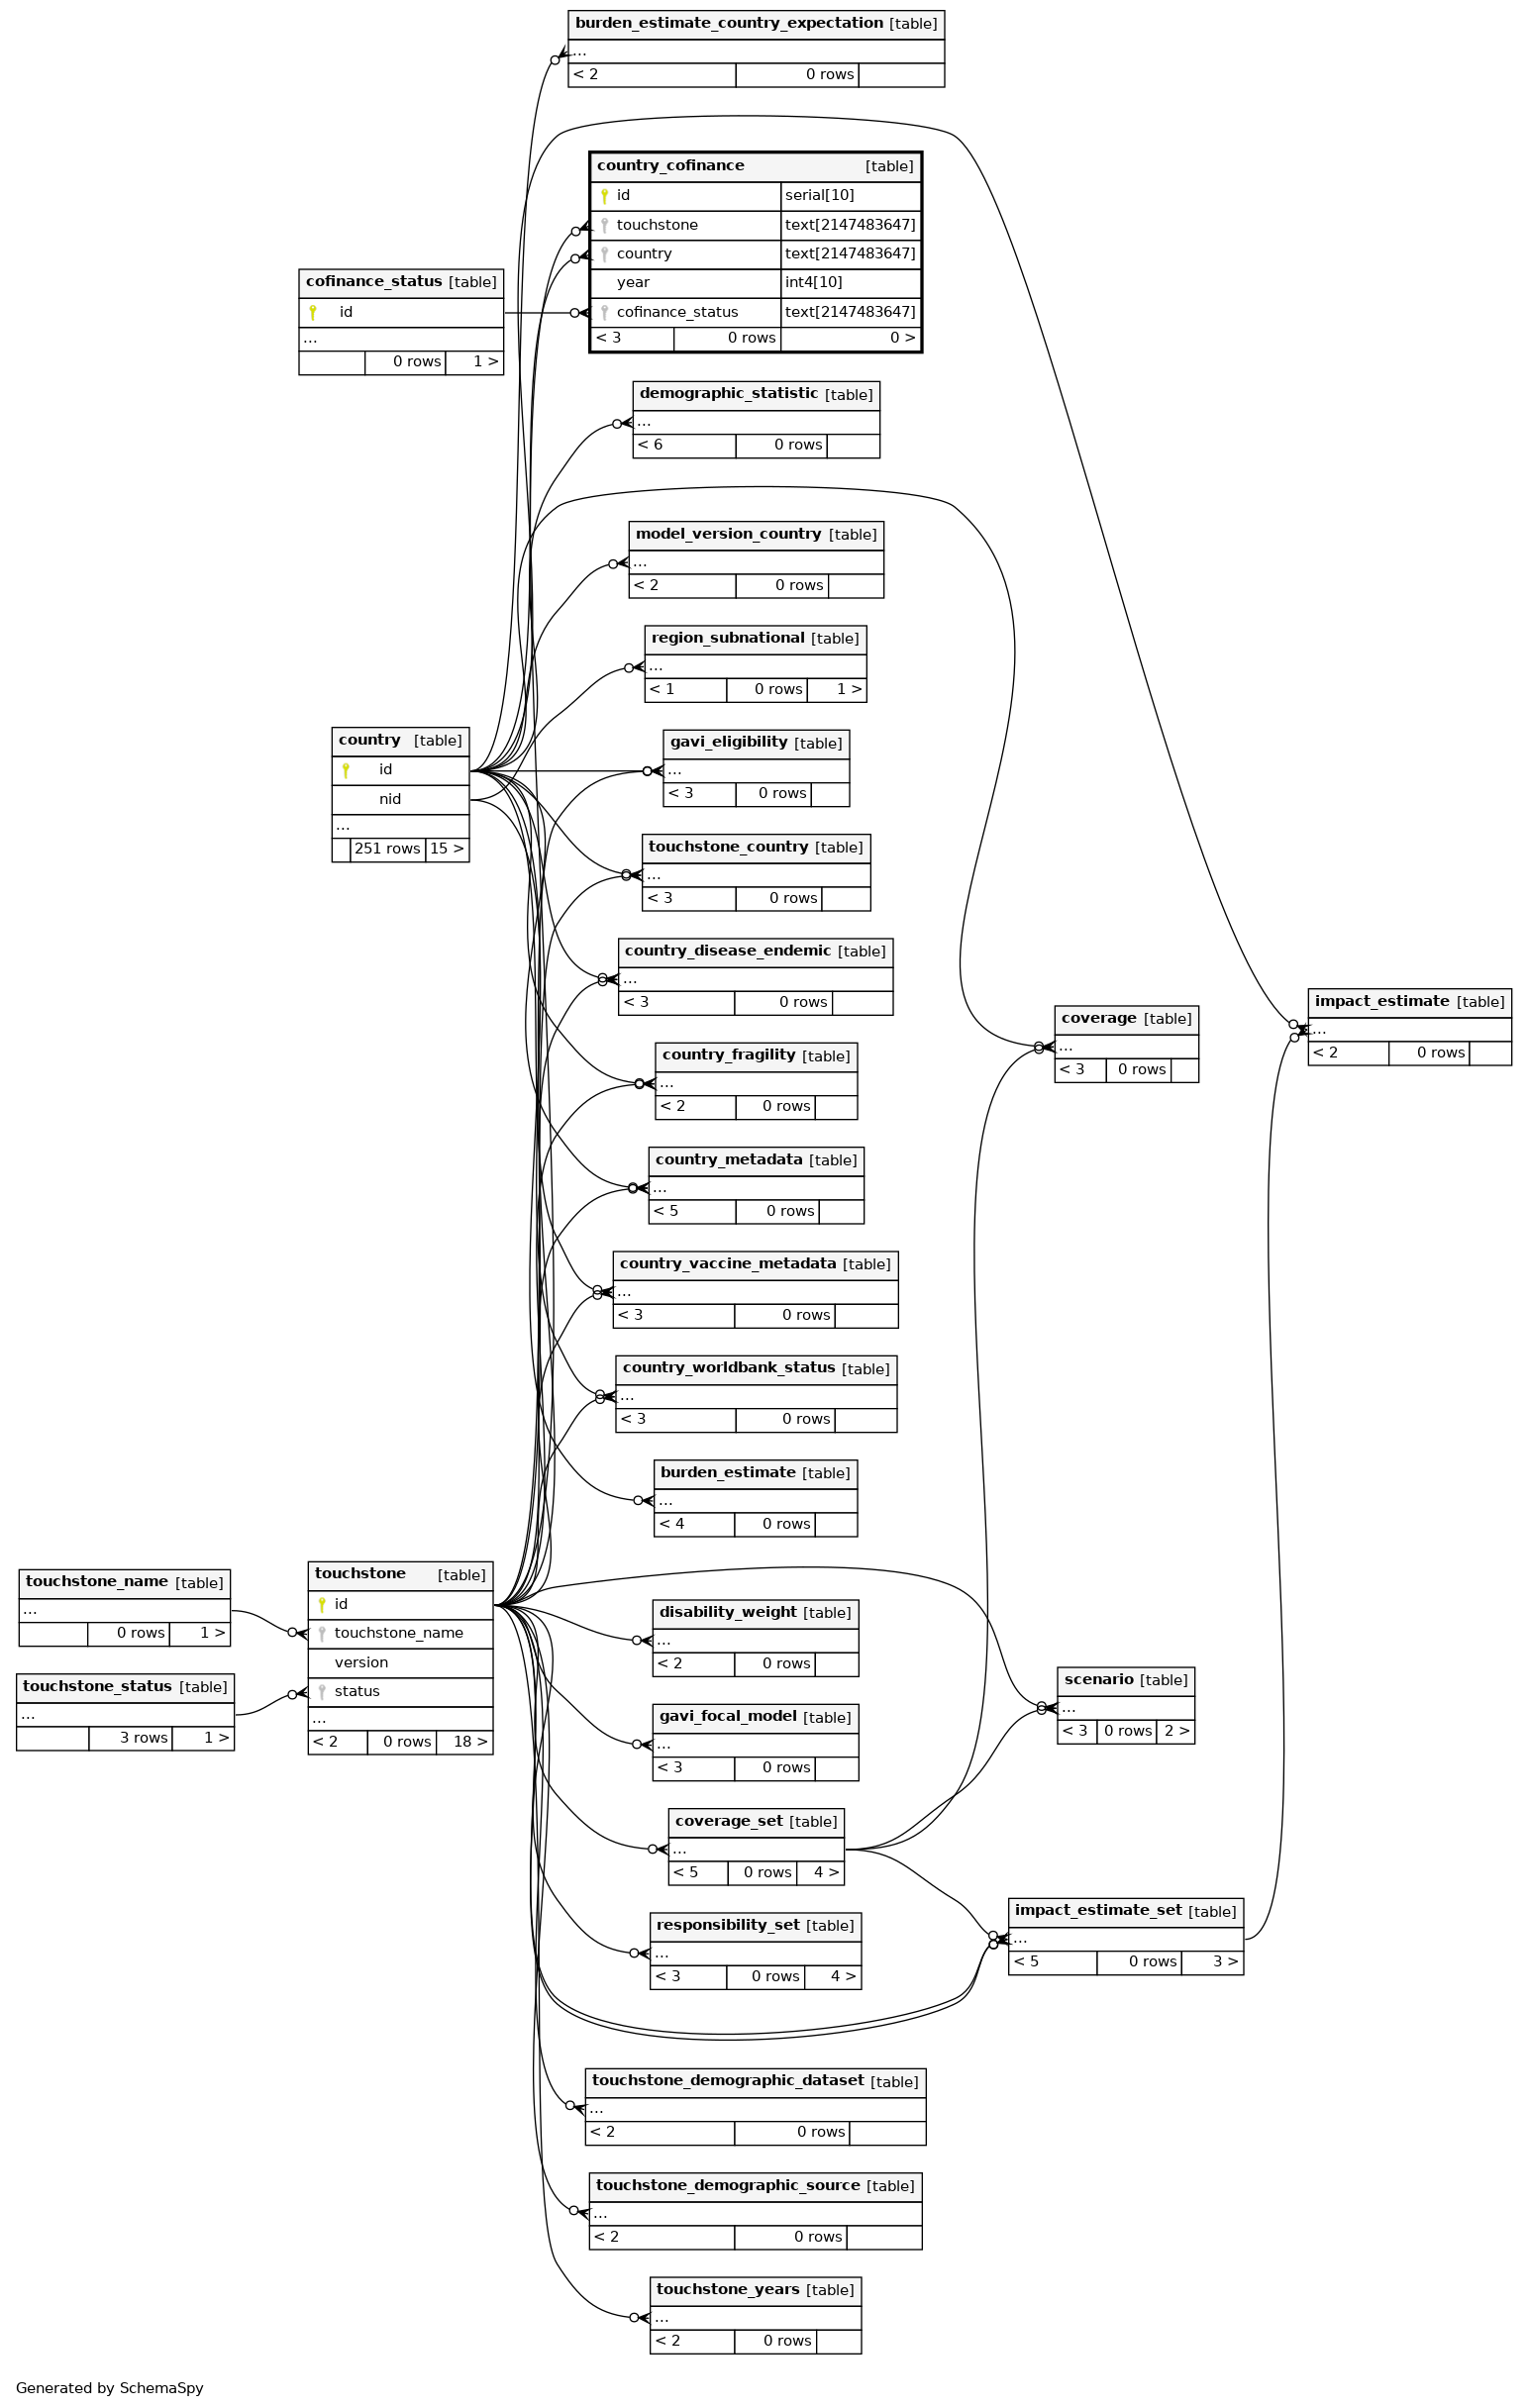 burden_estimate_country_expectation [table]
...
< 2 0 rows
country_cofinance [table]
id serial[10]
touchstone text[2147483647]
country text[2147483647]
year int4[10]
cofinance_status text[2147483647]
< 3 0 rows 0 >
cofinance_status [table]
id
...
0 rows 1 >
demographic_statistic [table]
...
< 6 0 rows
model_version_country [table]
...
< 2 0 rows
region_subnational [table]
...
< 1 0 rows 1 >
country [table]
id
nid
...
251 rows 15 >
gavi_eligibility [table]
...
< 3 0 rows
touchstone_country [table]
...
< 3 0 rows
country_disease_endemic [table]
...
< 3 0 rows
coverage [table]
...
< 3 0 rows
impact_estimate [table]
...
< 2 0 rows
country_fragility [table]
...
< 2 0 rows
country_metadata [table]
...
< 5 0 rows
country_vaccine_metadata [table]
...
< 3 0 rows
country_worldbank_status [table]
...
< 3 0 rows
burden_estimate [table]
...
< 4 0 rows
touchstone_name [table]
...
0 rows 1 >
touchstone_status [table]
...
3 rows 1 >
touchstone [table]
id
touchstone_name
version
status
...
< 2 0 rows 18 >
disability_weight [table]
...
< 2 0 rows
gavi_focal_model [table]
...
< 3 0 rows
scenario [table]
...
< 3 0 rows 2 >
coverage_set [table]
...
< 5 0 rows 4 >
responsibility_set [table]
...
< 3 0 rows 4 >
impact_estimate_set [table]
...
< 5 0 rows 3 >
touchstone_demographic_dataset [table]
...
< 2 0 rows
touchstone_demographic_source [table]
...
< 2 0 rows
touchstone_years [table]
...
< 2 0 rows
Generated by SchemaSpy